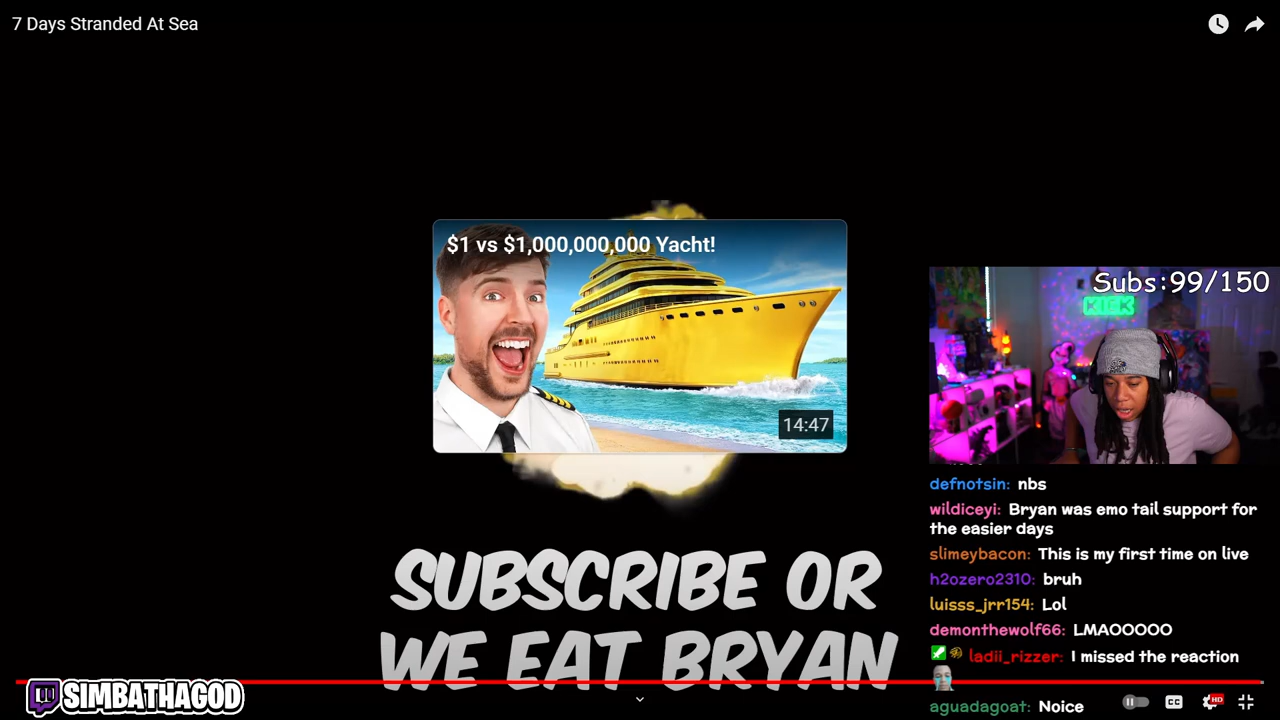 7 Days Stranded At Sea
$1 vs $1,000,000,000 Yacht!
14:47
Subs:99/150
KICK
defnotsin: nbs
wildiceyi: Bryan was emo tail support for
the easier days
slimeybacon: This is my first time on live
h2ozero2310: bruh
luisss_jrr154: Lol
demonthewolf66: LMAOOOOO
ladii_rizzer: I missed the reaction
aguadagoat: Noice
SUBSCRIBE OR
WE EAT BRYAN
SIMBATHAGOD
CC
HD